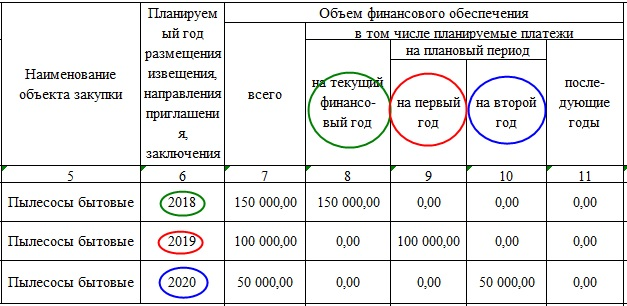 Наименование
объекта закупки
Планируем
ый год
размещения
извещения,
направления
приглашени
я,
заключения
Объем финансового обеспечения
всего
в том числе планируемые платежи
на текущий
финансо-
вый год
на плановый период
на первый
год
на второй
год
после-
дующие
годы
5 6 7 8 9 10 11
Пылесосы бытовые 2018 150 000,00 150 000,00 0,00 0,00 0,00
Пылесосы бытовые 2019 100 000,00 0,00 100 000,00 0,00 0,00
Пылесосы бытовые 2020 50 000,00 0,00 0,00 50 000,00 0,00